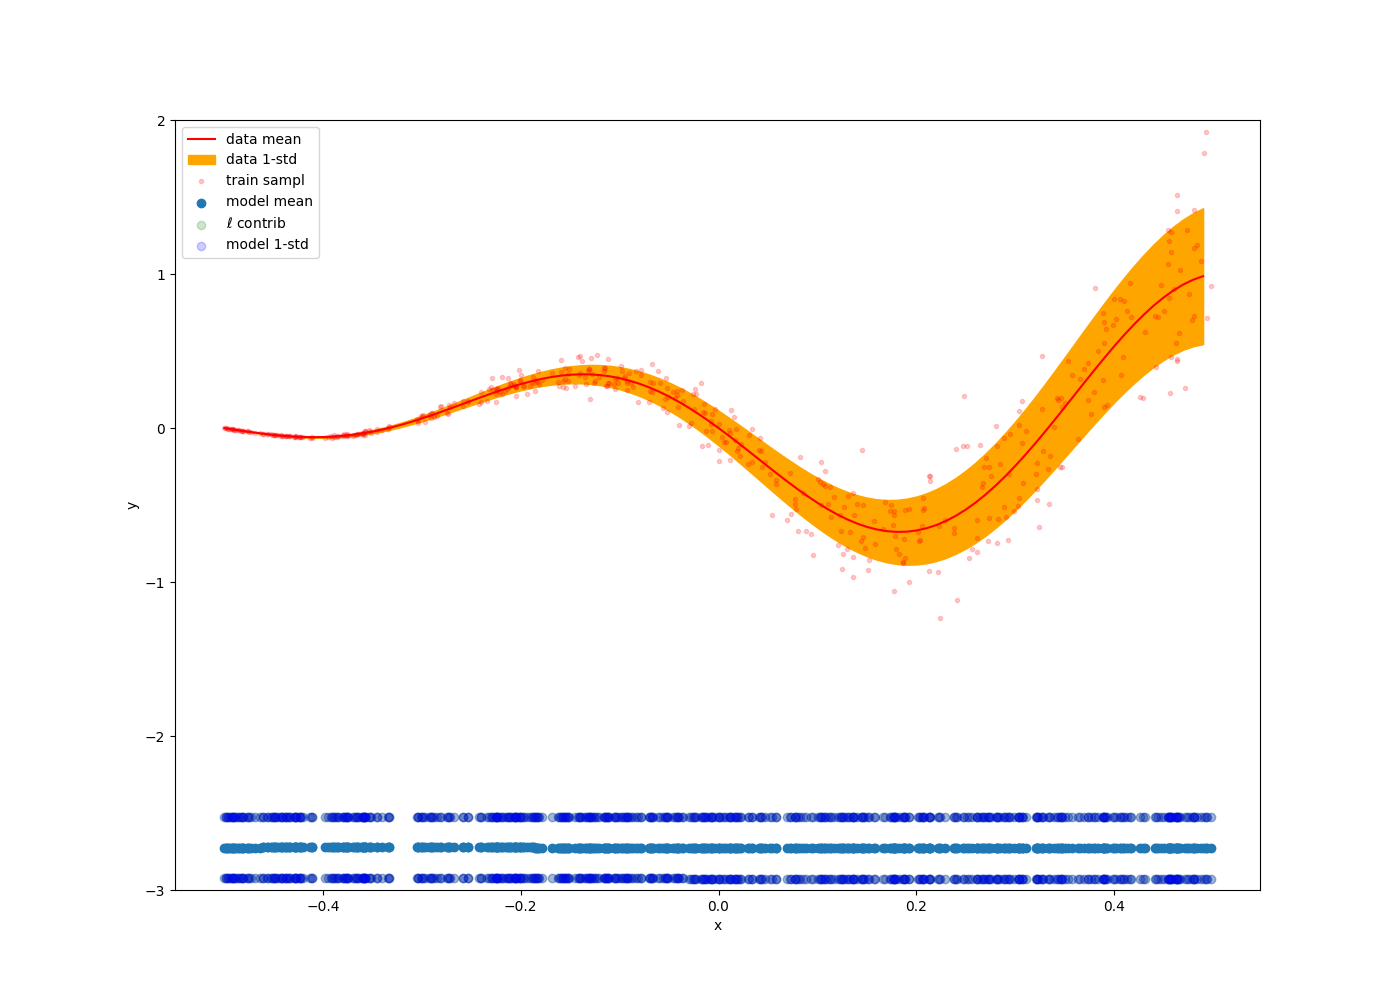 data mean
data 1-std
train sampl
model mean
ℓ contrib
model 1-std
2
1
0
−1
−2
−3
y
−0.4 −0.2 0.0 0.2 0.4
x